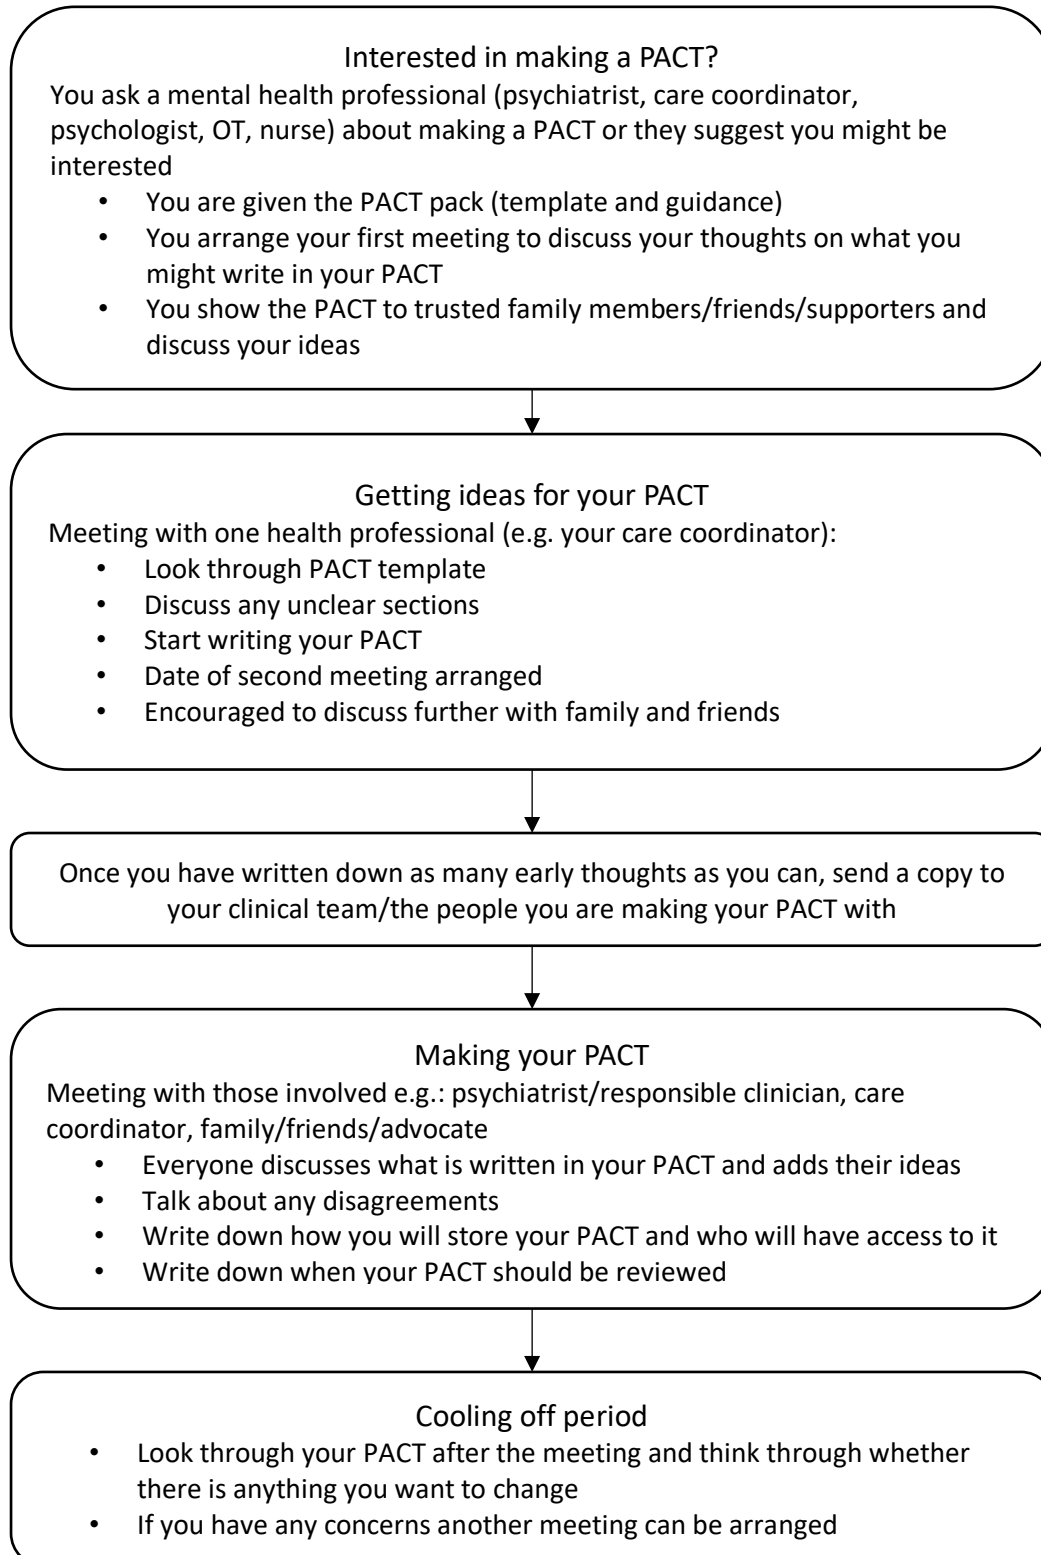 Interested in making a PACT?
You ask a mental health professional (psychiatrist, care coordinator,
psychologist, OT, nurse) about making a PACT or they suggest you might be
interested
• You are given the PACT pack (template and guidance)
• You arrange your first meeting to discuss your thoughts on what you
might write in your PACT
• You show the PACT to trusted family members/friends/supporters and
discuss your ideas
Getting ideas for your PACT
Meeting with one health professional (e.g. your care coordinator):
• Look through PACT template
• Discuss any unclear sections
• Start writing your PACT
• Date of second meeting arranged
• Encouraged to discuss further with family and friends
Once you have written down as many early thoughts as you can, send a copy to
your clinical team/the people you are making your PACT with
Making your PACT
Meeting with those involved e.g.: psychiatrist/responsible clinician, care
coordinator, family/friends/advocate
• Everyone discusses what is written in your PACT and adds their ideas
• Talk about any disagreements
• Write down how you will store your PACT and who will have access to it
• Write down when your PACT should be reviewed
Cooling off period
• Look through your PACT after the meeting and think through whether
there is anything you want to change
• If you have any concerns another meeting can be arranged